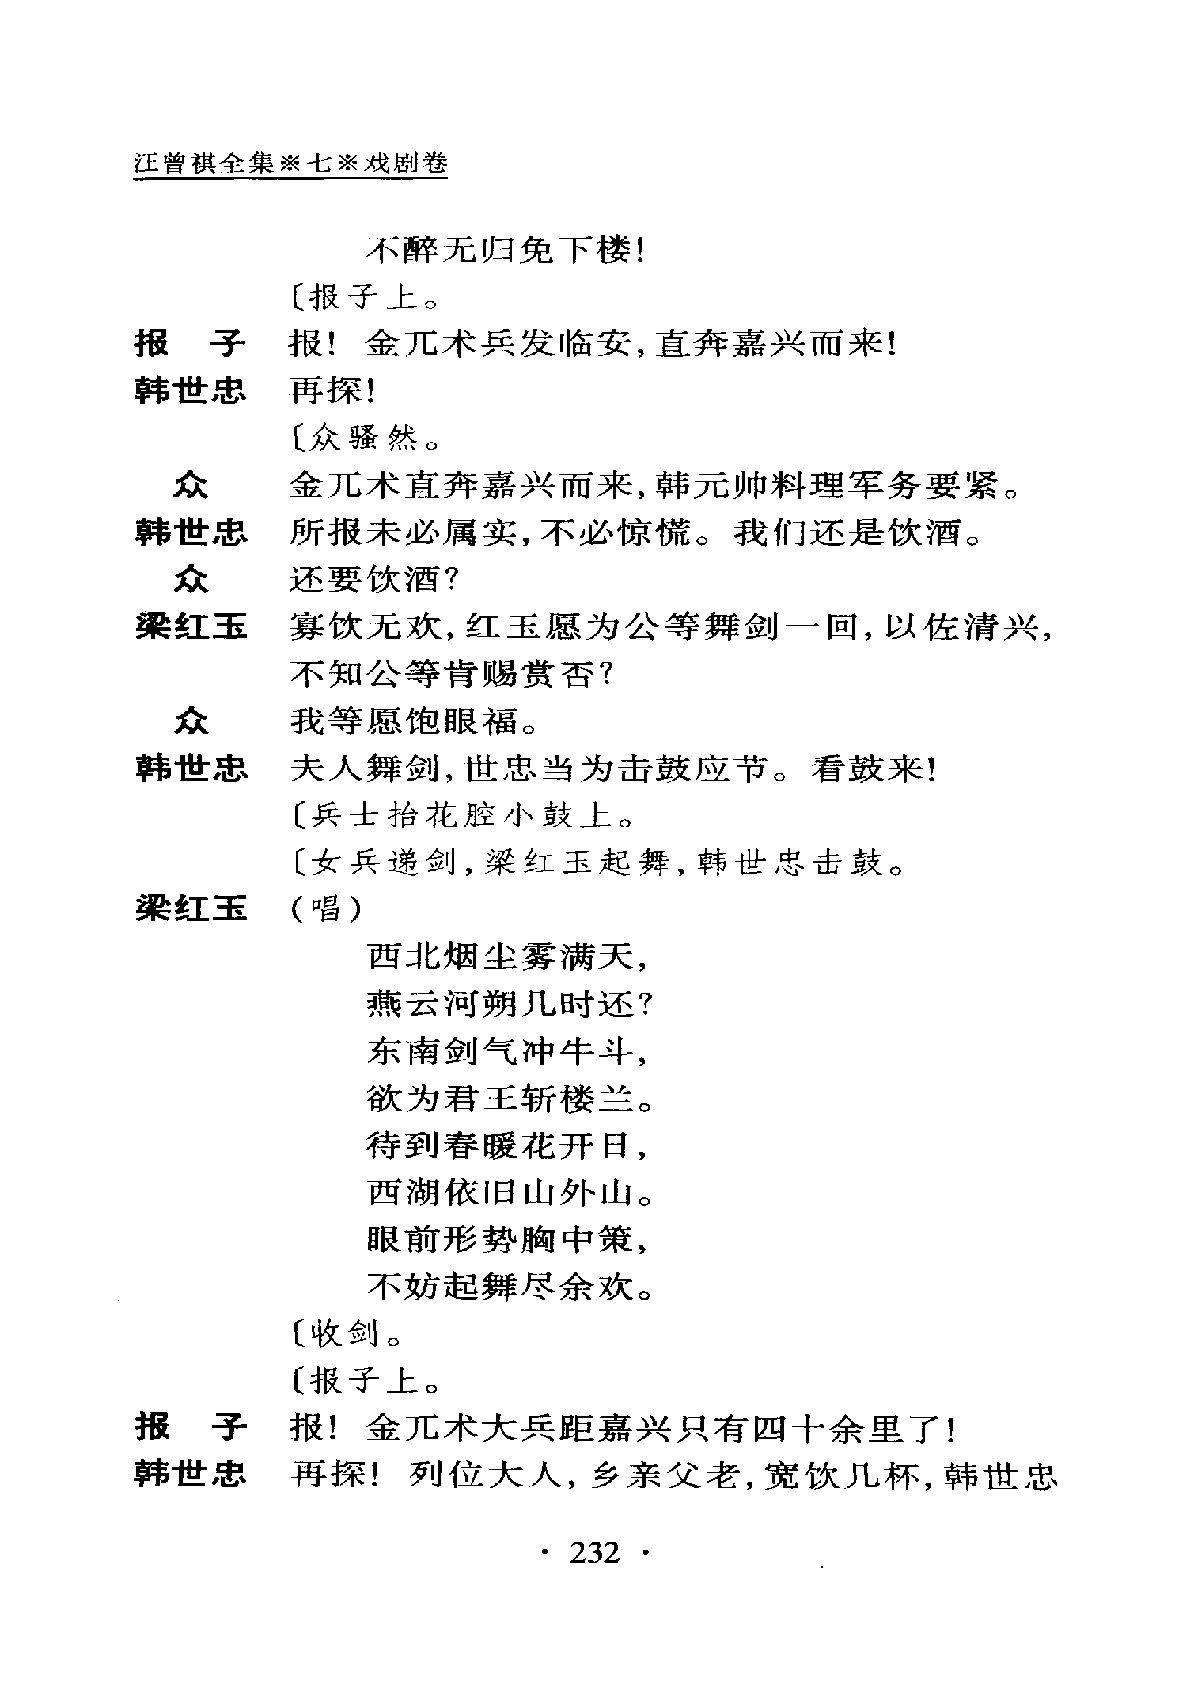 汪曾祺全集※七※戏剧卷
不醉无归免下楼!
〔报子上。
报 子 报! 金兀术兵发临安,直奔嘉兴而来!
韩世忠 再探!
〔众骚然。
众 金兀术直奔嘉兴而来,韩元帅料理军务要紧。
韩世忠 所报未必属实,不必惊慌。我们还是饮酒。
众 还要饮酒?
梁红玉 寡饮无欢,红玉愿为公等舞剑一回,以佐清兴,
不知公等肯赐赏否?
众 我等愿饱眼福。
韩世忠 夫人舞剑,世忠当为击鼓应节。看鼓来!
〔兵士抬花腔小鼓上。
〔女兵递剑,梁红玉起舞,韩世忠击鼓。
梁红玉 (唱)
西北烟尘雾满天,
燕云河朔几时还?
东南剑气冲牛斗,
欲为君王斩楼兰。
待到春暖花开日,
西湖依旧山外山。
眼前形势胸中策,
不妨起舞尽余欢。
〔收剑。
〔报子上。
报 子 报! 金兀术大兵距嘉兴只有四十余里了!
韩世忠 再探! 列位大人,乡亲父老,宽饮几杯,韩世忠
· 232 ·